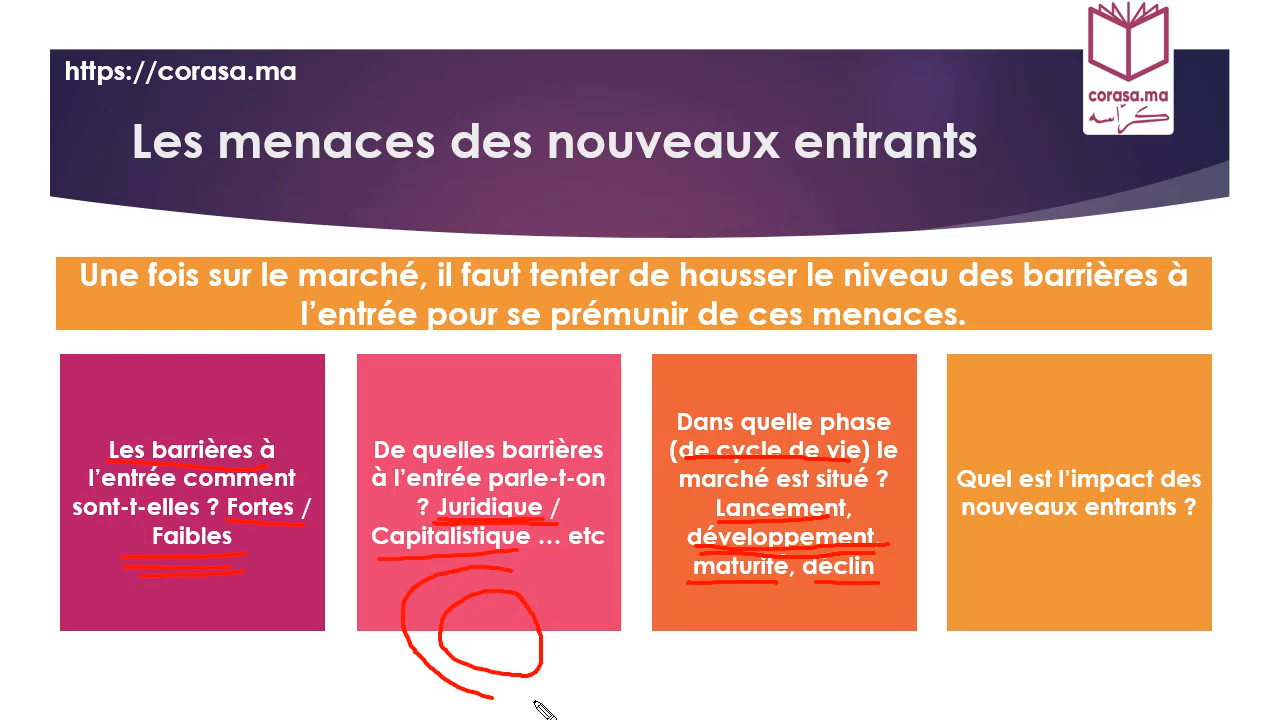 https://corasa.ma
corasa.ma
كرّاسة
Les menaces des nouveaux entrants
Une fois sur le marché, il faut tenter de hausser le niveau des barrières à
l'entrée pour se prémunir de ces menaces.
Les barrières à
l'entrée comment
sont-t-elles ? Fortes /
Faibles
De quelles barrières
à l'entrée parle-t-on
? Juridique /
Capitalistique … etc
Dans quelle phase
(de cycle de vie) le
marché est situé ?
Lancement,
développement,
maturité, déclin
Quel est l'impact des
nouveaux entrants ?